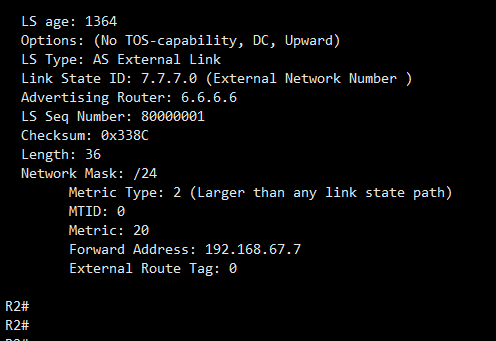 LS age: 1364
Options: (No TOS-capability, DC, Upward)
LS Type: AS External Link
Link State ID: 7.7.7.0 (External Network Number )
Advertising Router: 6.6.6.6
LS Seq Number: 80000001
Checksum: 0x338C
Length: 36
Network Mask: /24
Metric Type: 2 (Larger than any link state path)
MTID: 0
Metric: 20
Forward Address: 192.168.67.7
External Route Tag: 0
R2#
R2#